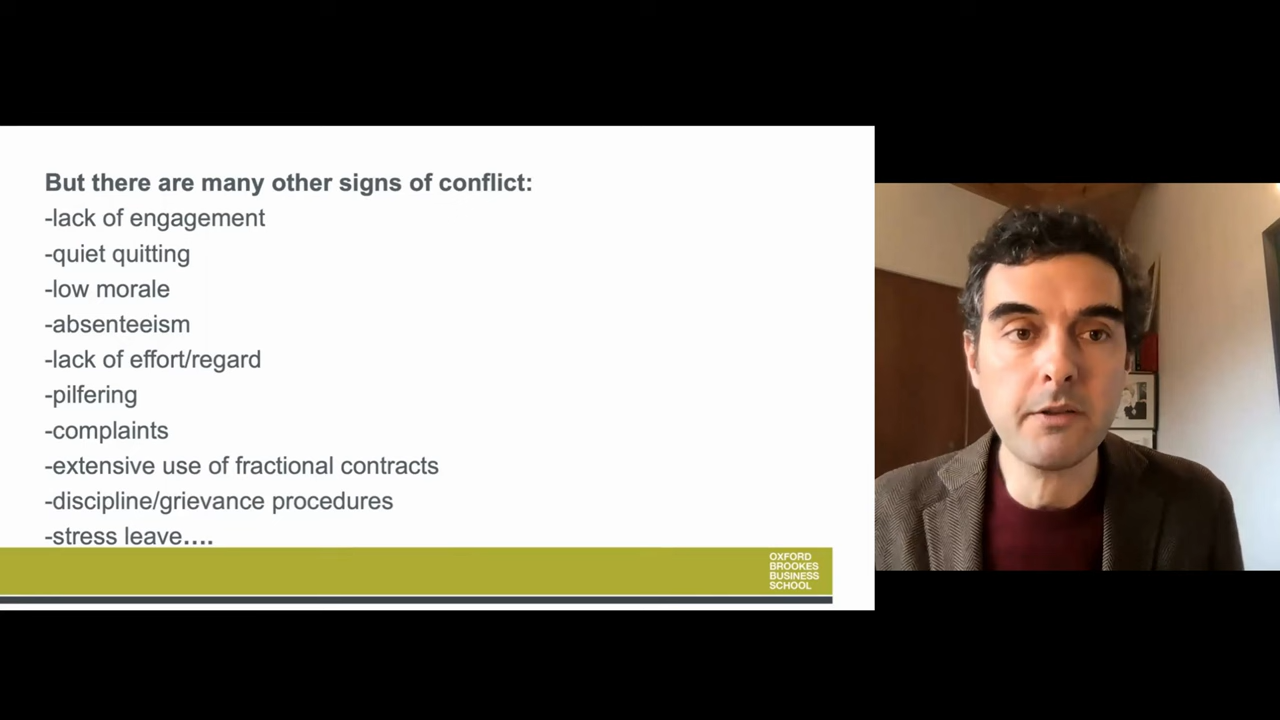 But there are many other signs of conflict:
-lack of engagement
-quiet quitting
-low morale
-absenteeism
-lack of effort/regard
-pilfering
-complaints
-extensive use of fractional contracts
-discipline/grievance procedures
-stress leave….
OXFORD
BROOKES
BUSINESS
SCHOOL